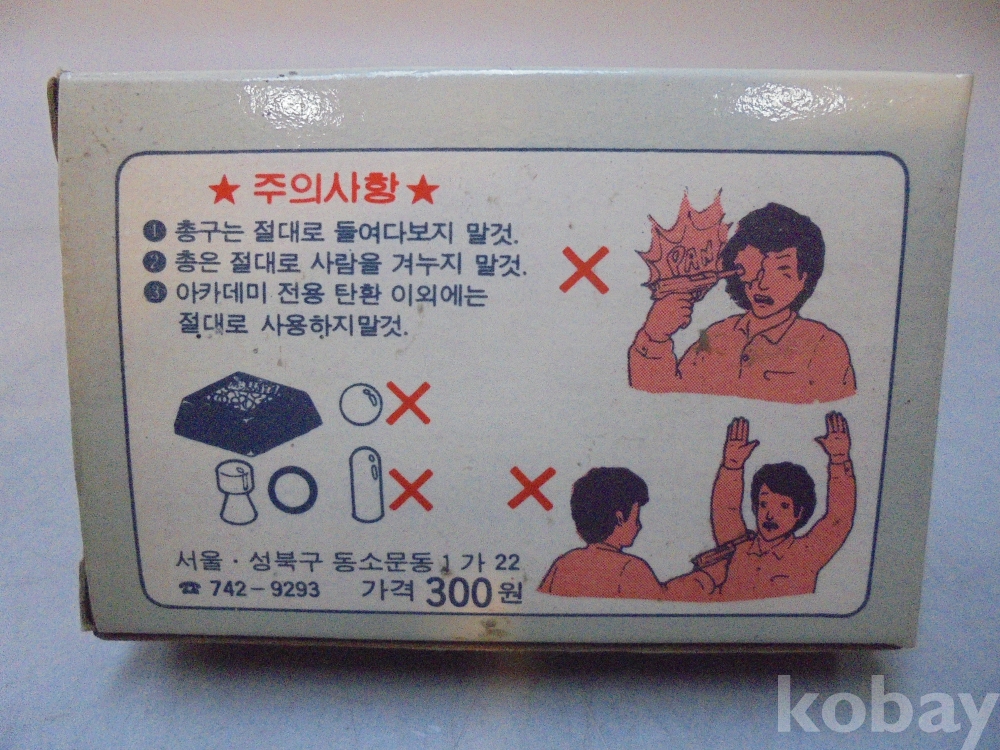 ★ 주의사항 ★
❶ 총구는 절대로 들여다보지 말것.
❷ 총은 절대로 사람을 겨누지 말것.
❸ 아카데미 전용 탄환 이외에는
절대로 사용하지말것.
PAN
서울·성북구 동소문동 1 가 22
☎ 742-9293 가격 300원
kobay